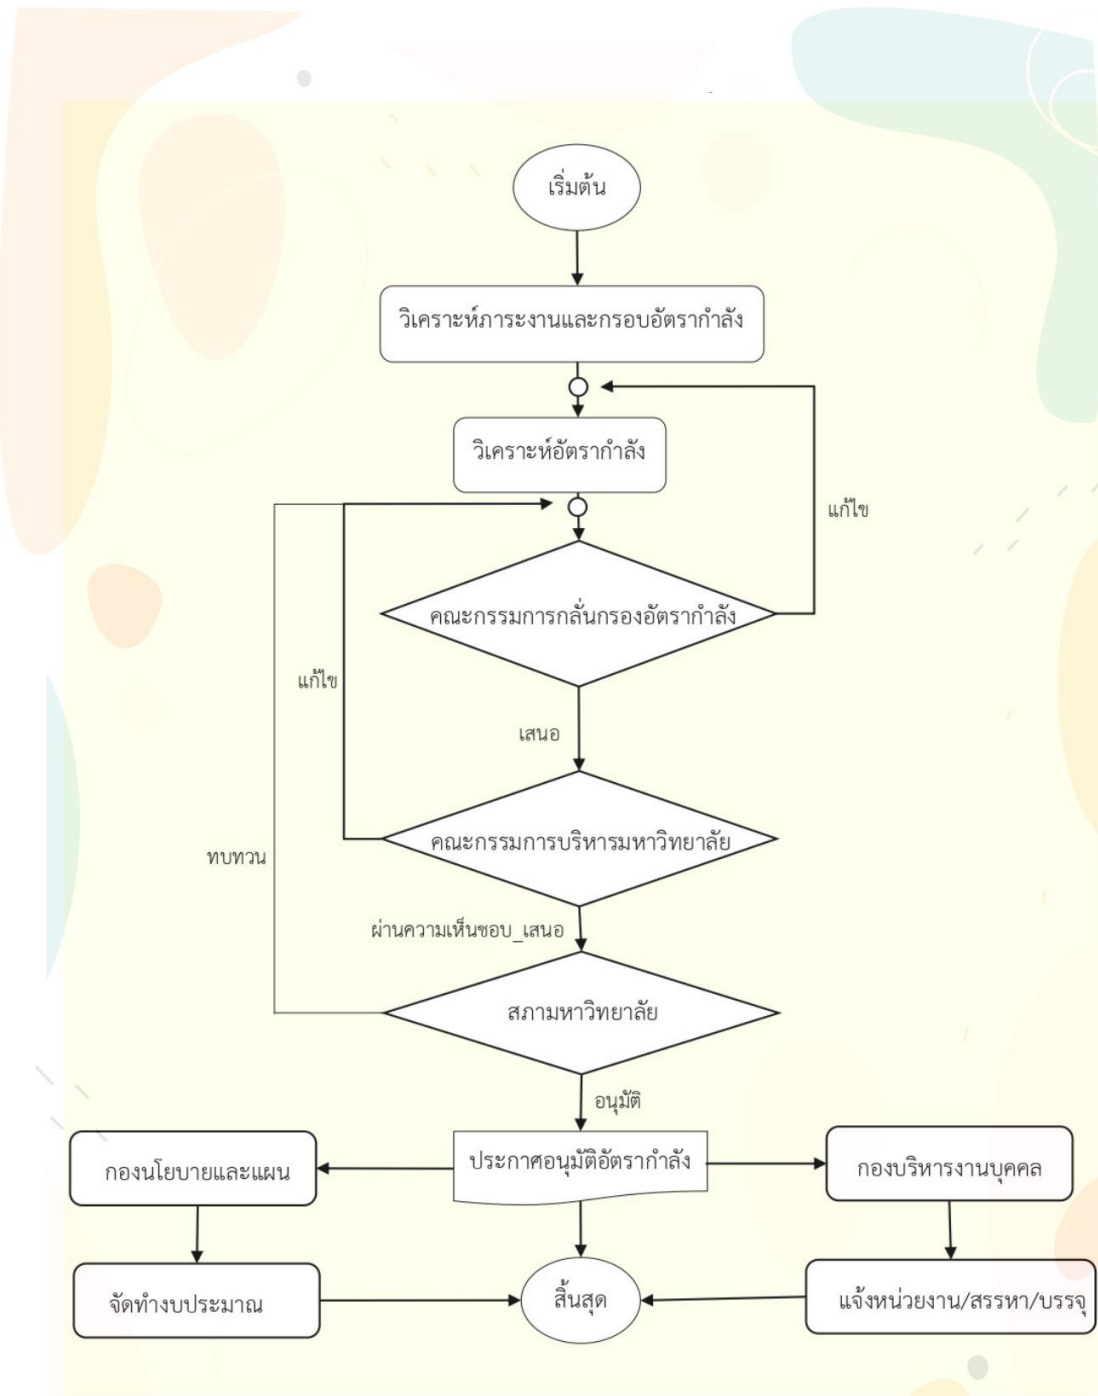 เริ่มต้น
วิเคราะห์ภาระงานและกรอบอัตรากำลัง
วิเคราะห์อัตรากำลัง
แก้ไข
คณะกรรมการกลั่นกรองอัตรากำลัง
แก้ไข
เสนอ
คณะกรรมการบริหารมหาวิทยาลัย
ทบทวน
ผ่านความเห็นชอบ_เสนอ
สภามหาวิทยาลัย
อนุมัติ
กองนโยบายและแผน
ประกาศอนุมัติอัตรากำลัง
กองบริหารงานบุคคล
จัดทำงบประมาณ
สิ้นสุด
แจ้งหน่วยงาน/สรรหา/บรรจุ